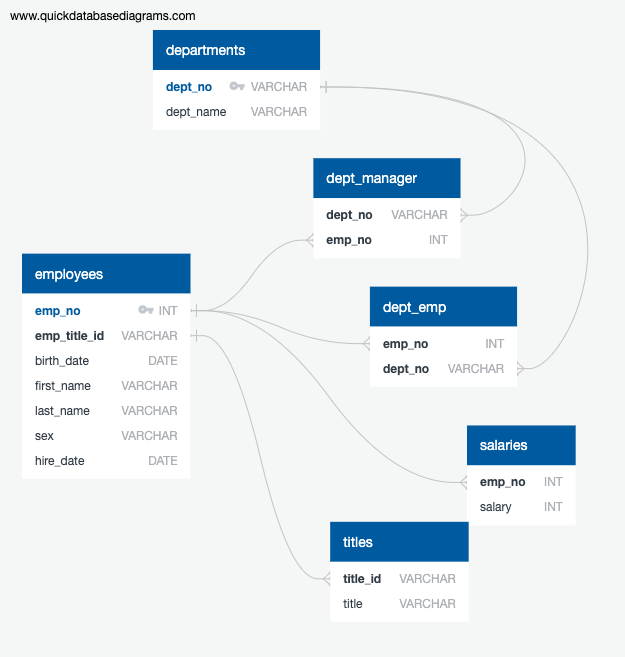 www.quickdatabasediagrams.com
departments
dept_no VARCHAR
dept_name VARCHAR
dept_manager
dept_no VARCHAR
emp_no INT
employees
emp_no INT
emp_title_id VARCHAR
birth_date DATE
first_name VARCHAR
last_name VARCHAR
sex VARCHAR
hire_date DATE
dept_emp
emp_no INT
dept_no VARCHAR
salaries
emp_no INT
salary INT
titles
title_id VARCHAR
title VARCHAR